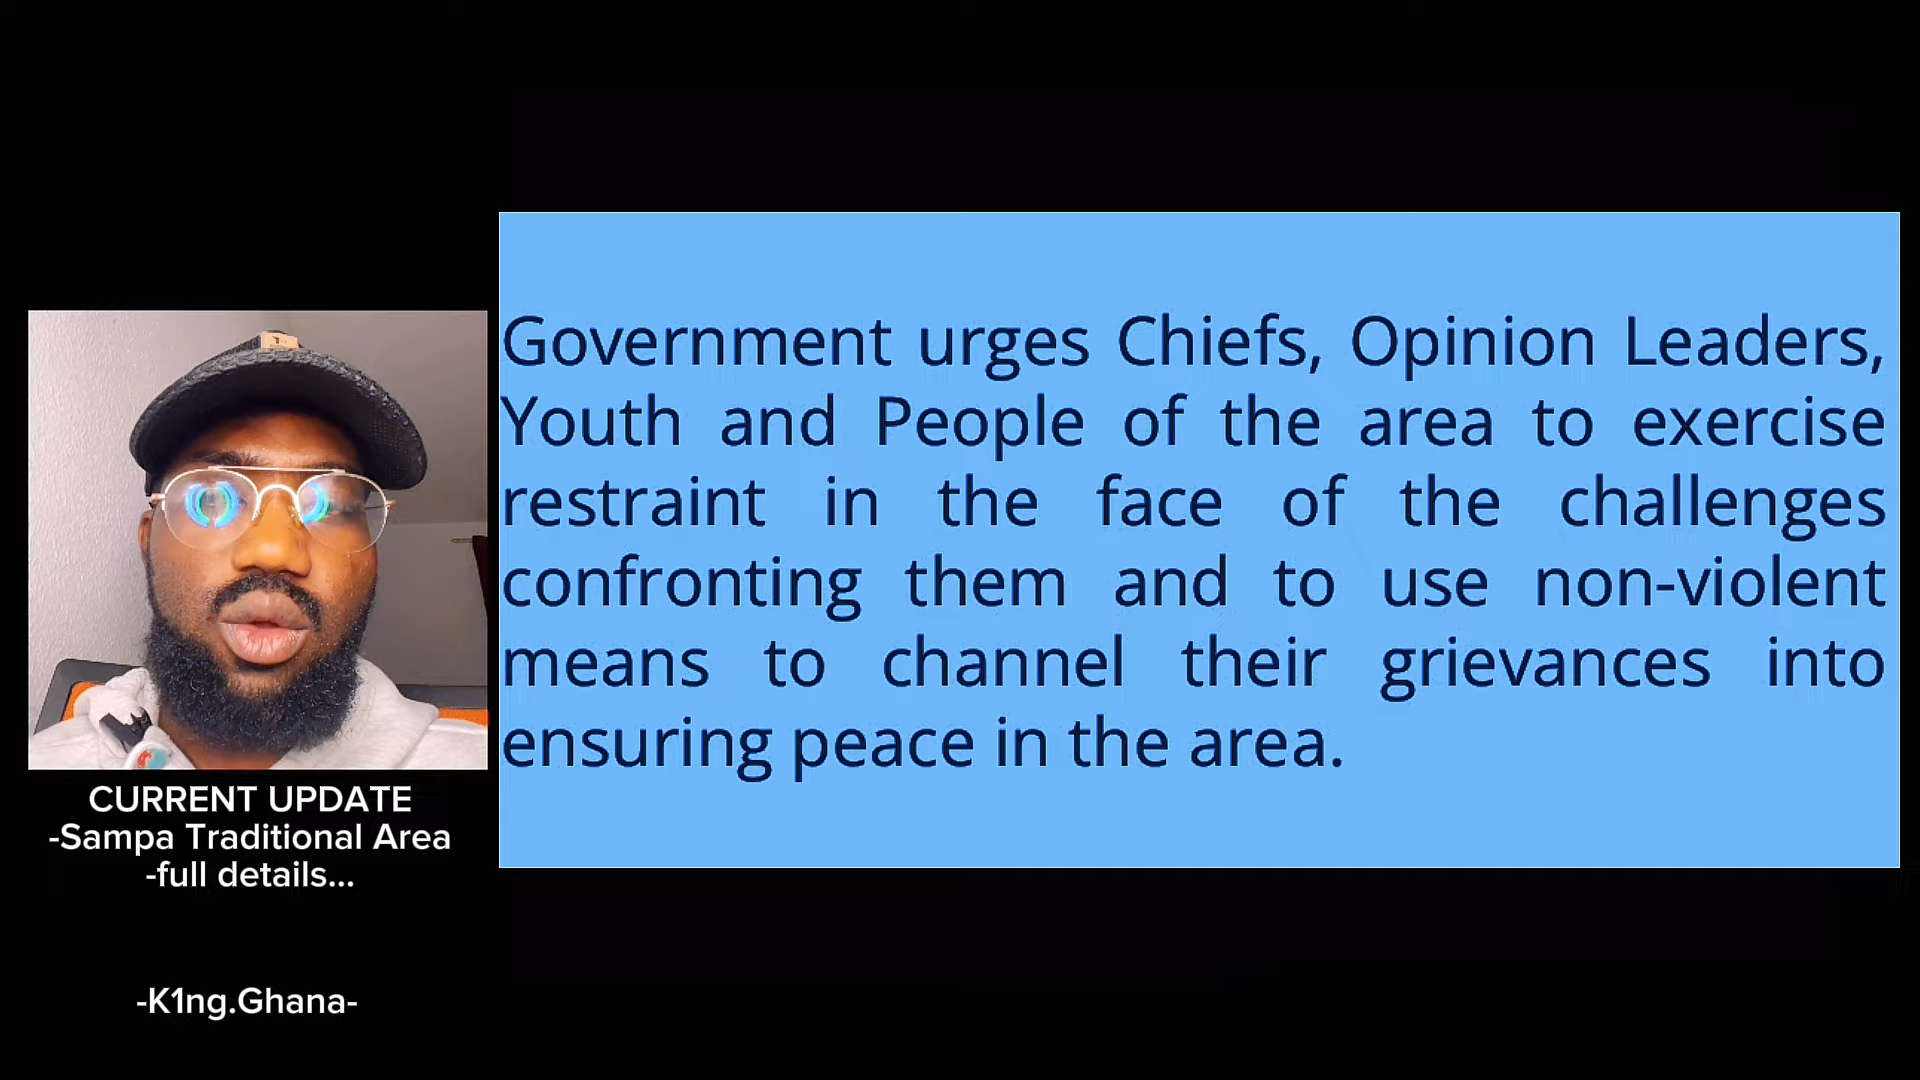 Government urges Chiefs, Opinion Leaders,
Youth and People of the area to exercise
restraint in the face of the challenges
confronting them and to use non-violent
means to channel their grievances into
ensuring peace in the area.
CURRENT UPDATE
-Sampa Traditional Area
-full details...
-K1ng.Ghana-